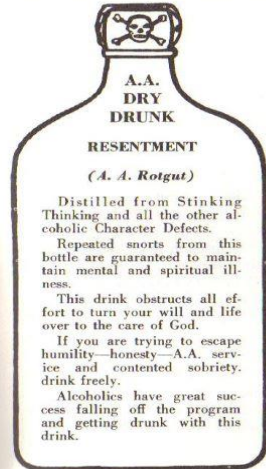 A.A.
DRY
DRUNK
RESENTMENT
(A. A. Rotgut)
Distilled from Stinking
Thinking and all the other al-
coholic Character Defects.
Repeated snorts from this
bottle are guaranteed to main-
tain mental and spiritual ill-
ness.
This drink obstructs all ef-
fort to turn your will and life
over to the care of God.
If you are trying to escape
humility—honesty—A.A. serv-
ice and contented sobriety.
drink freely.
Alcoholics have great suc-
cess falling off the program
and getting drunk with this
drink.